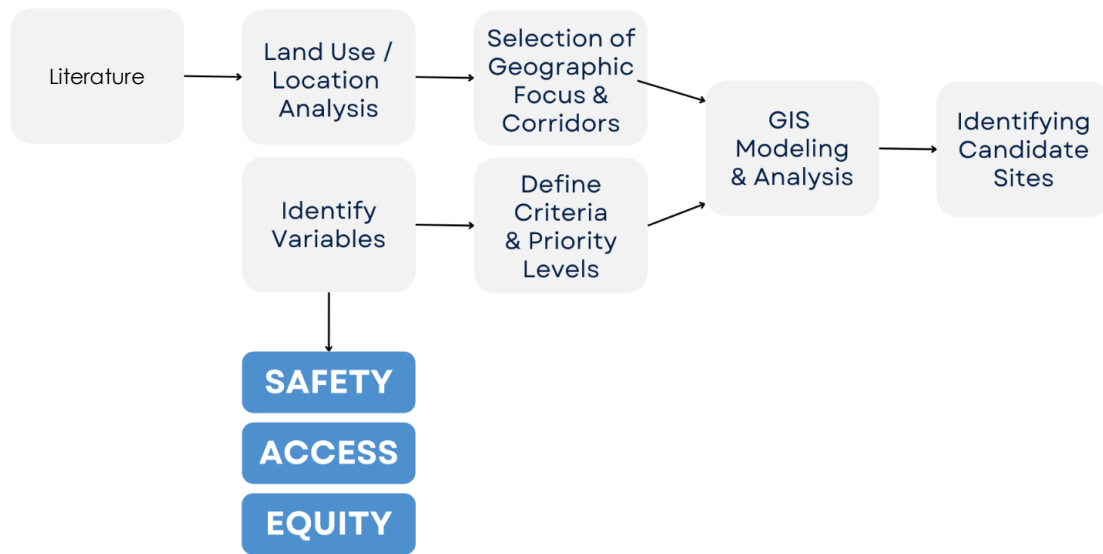 Literature
Land Use /
Location
Analysis
Selection of
Geographic
Focus &
Corridors
GIS
Modeling
& Analysis
Identifying
Candidate
Sites
Identify
Variables
Define
Criteria
& Priority
Levels
SAFETY
ACCESS
EQUITY